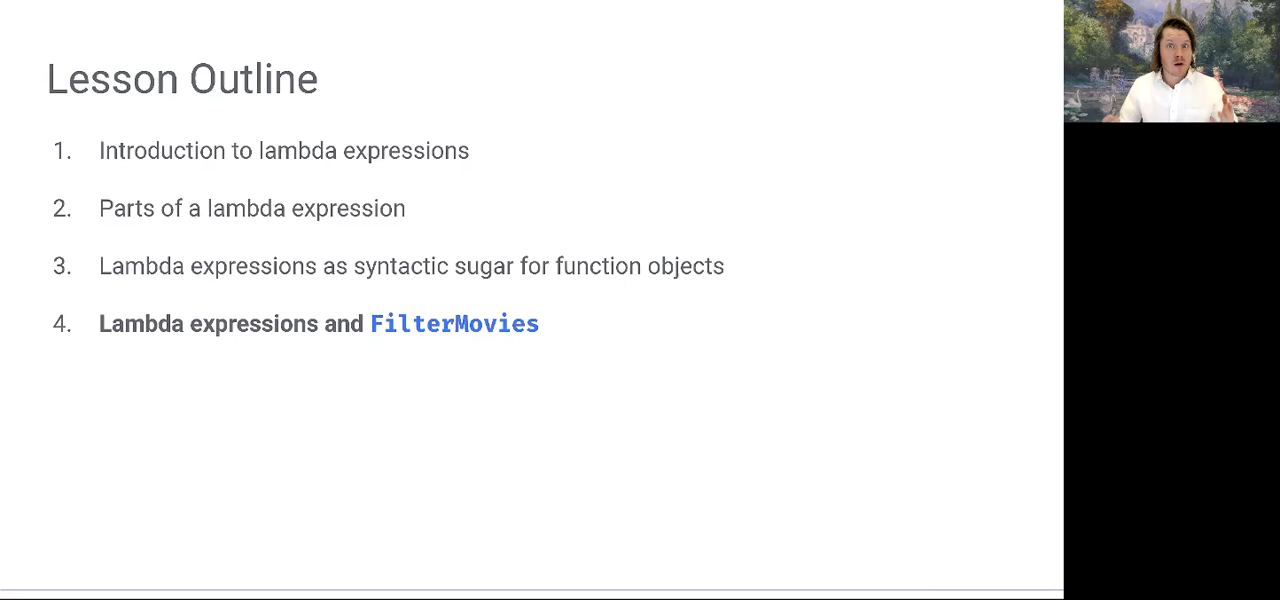 Lesson Outline
1. Introduction to lambda expressions
2. Parts of a lambda expression
3. Lambda expressions as syntactic sugar for function objects
4. Lambda expressions and FilterMovies